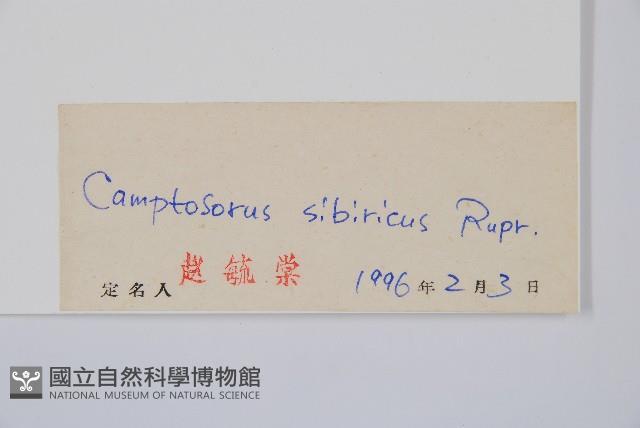 Camptosorus sibiricus Rupr.
定名人 趙毓棠 1996年2月3日
國立自然科學博物館
NATIONAL MUSEUM OF NATURAL SCIENCE